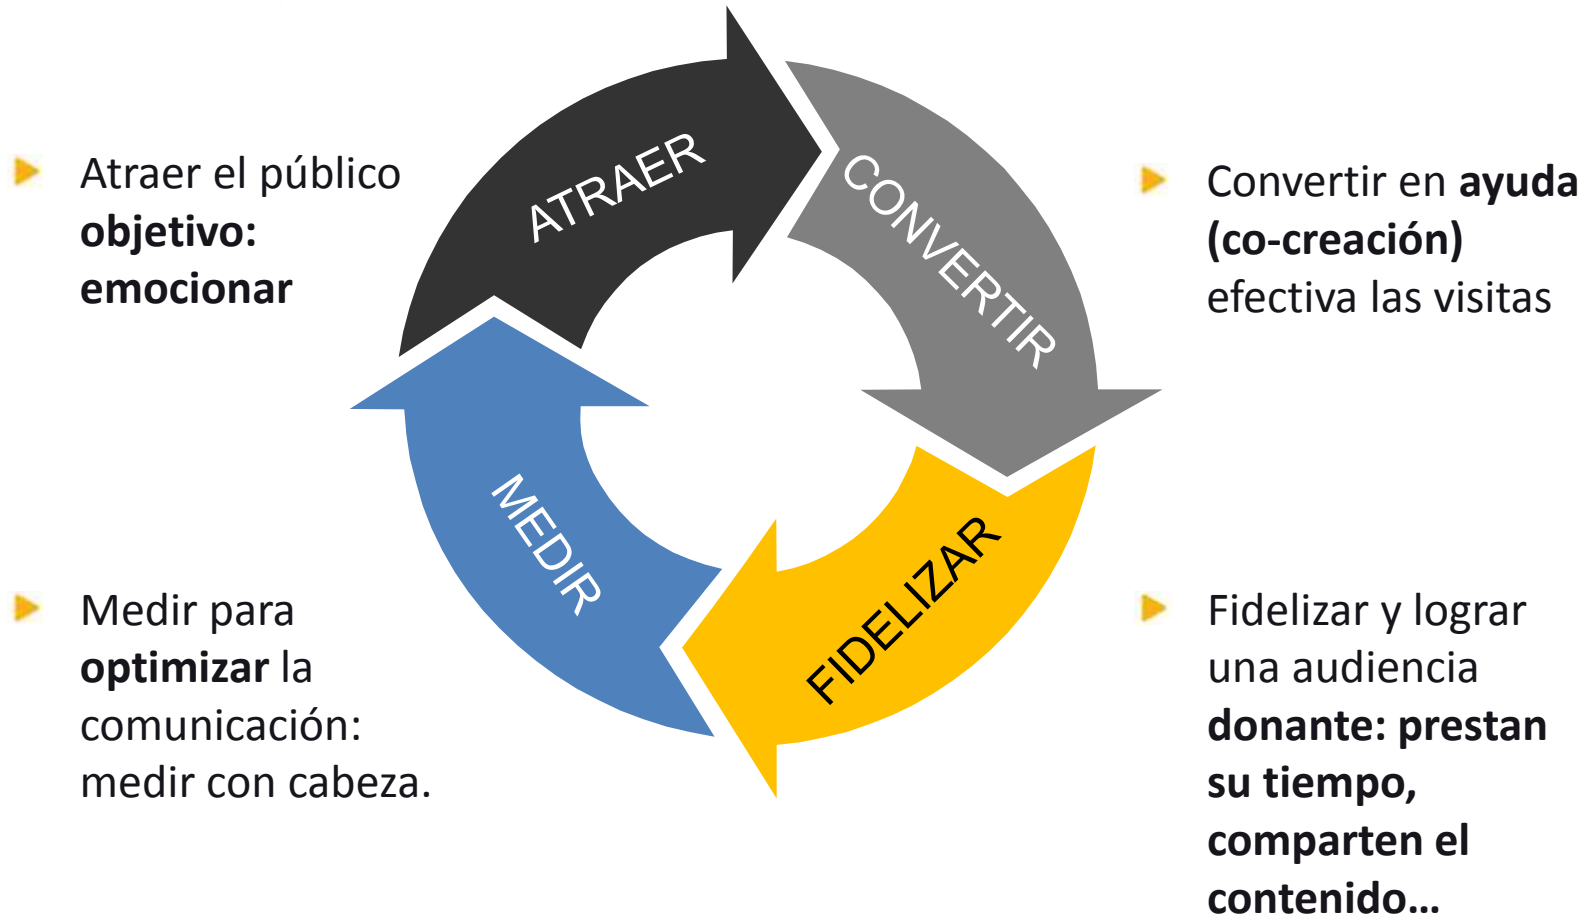 ATRAER
CONVERTIR
FIDELIZAR
MEDIR
Atraer el público
objetivo:
emocionar
Convertir en ayuda
(co-creación)
efectiva las visitas
Medir para
optimizar la
comunicación:
medir con cabeza.
Fidelizar y lograr
una audiencia
donante: prestan
su tiempo,
comparten el
contenido…